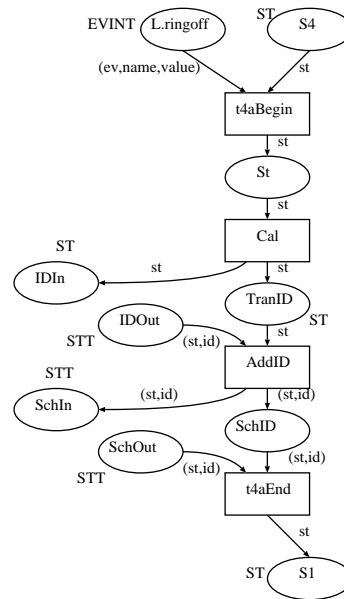 EVINT
L.ringoff
ST
S4
(ev,name,value)
st
t4aBegin
st
St
st
Cal
ST
st
st
IDIn
TranID
IDOut
st
ST
STT
(st,id)
AddID
STT
(st,id)
(st,id)
SchIn
SchID
SchOut
(st,id)
STT
(st,id)
t4aEnd
st
ST
S1